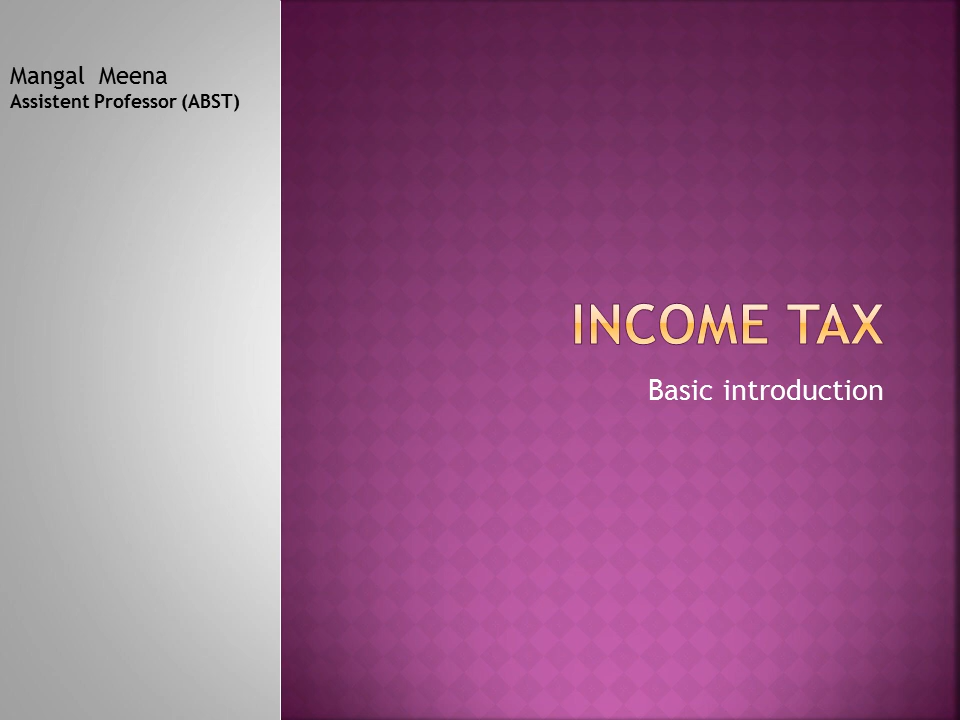 Mangal Meena
Assistent Professor (ABST)
INCOME TAX
Basic introduction